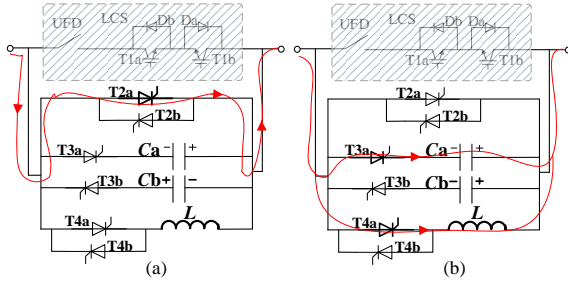 UFD LCS Db Da
T1a T1b
T2a
T2b
T3a Ca - +
T3b Cb + -
L
T4a
T4b
(a)
UFD LCS Db Da
T1a T1b
T2a
T2b
T3a Ca - +
T3b Cb - +
L
T4a
T4b
(b)